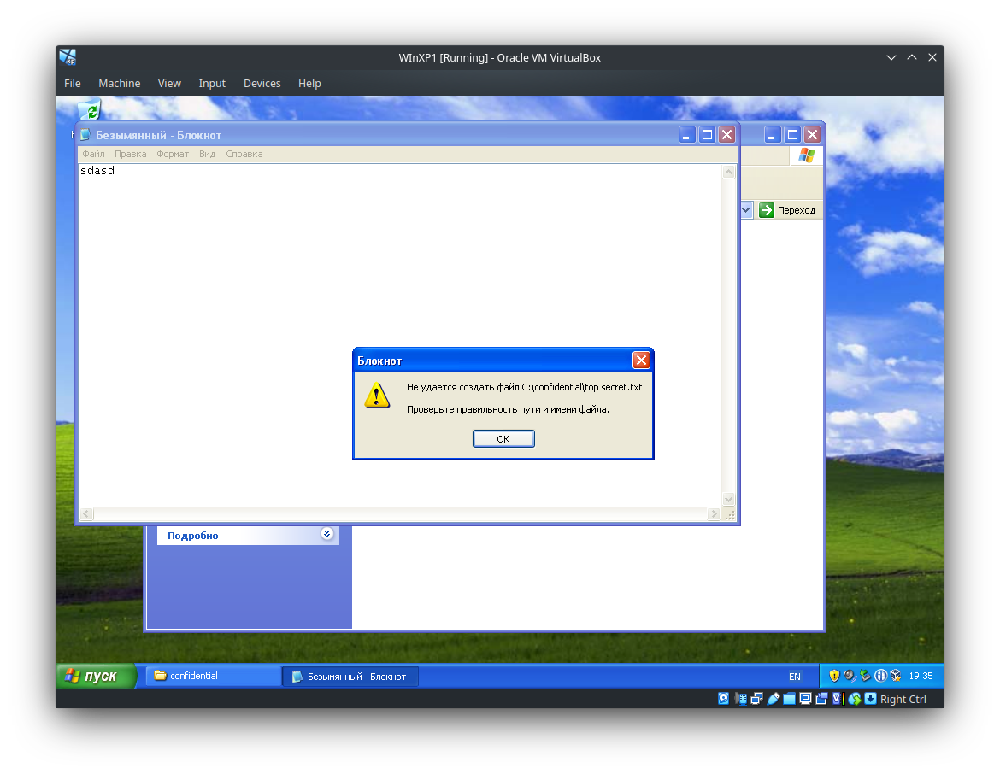 WInXP1 [Running] - Oracle VM VirtualBox
File Machine View Input Devices Help
Безымянный - Блокнот
Файл Правка Формат Вид Справка
sdasd
Переход
Блокнот
Не удается создать файл C:\confidential\top secret.txt.
Проверьте правильность пути и имени файла.
OK
Подробно
пуск confidential Безымянный - Блокнот EN 19:35
Right Ctrl